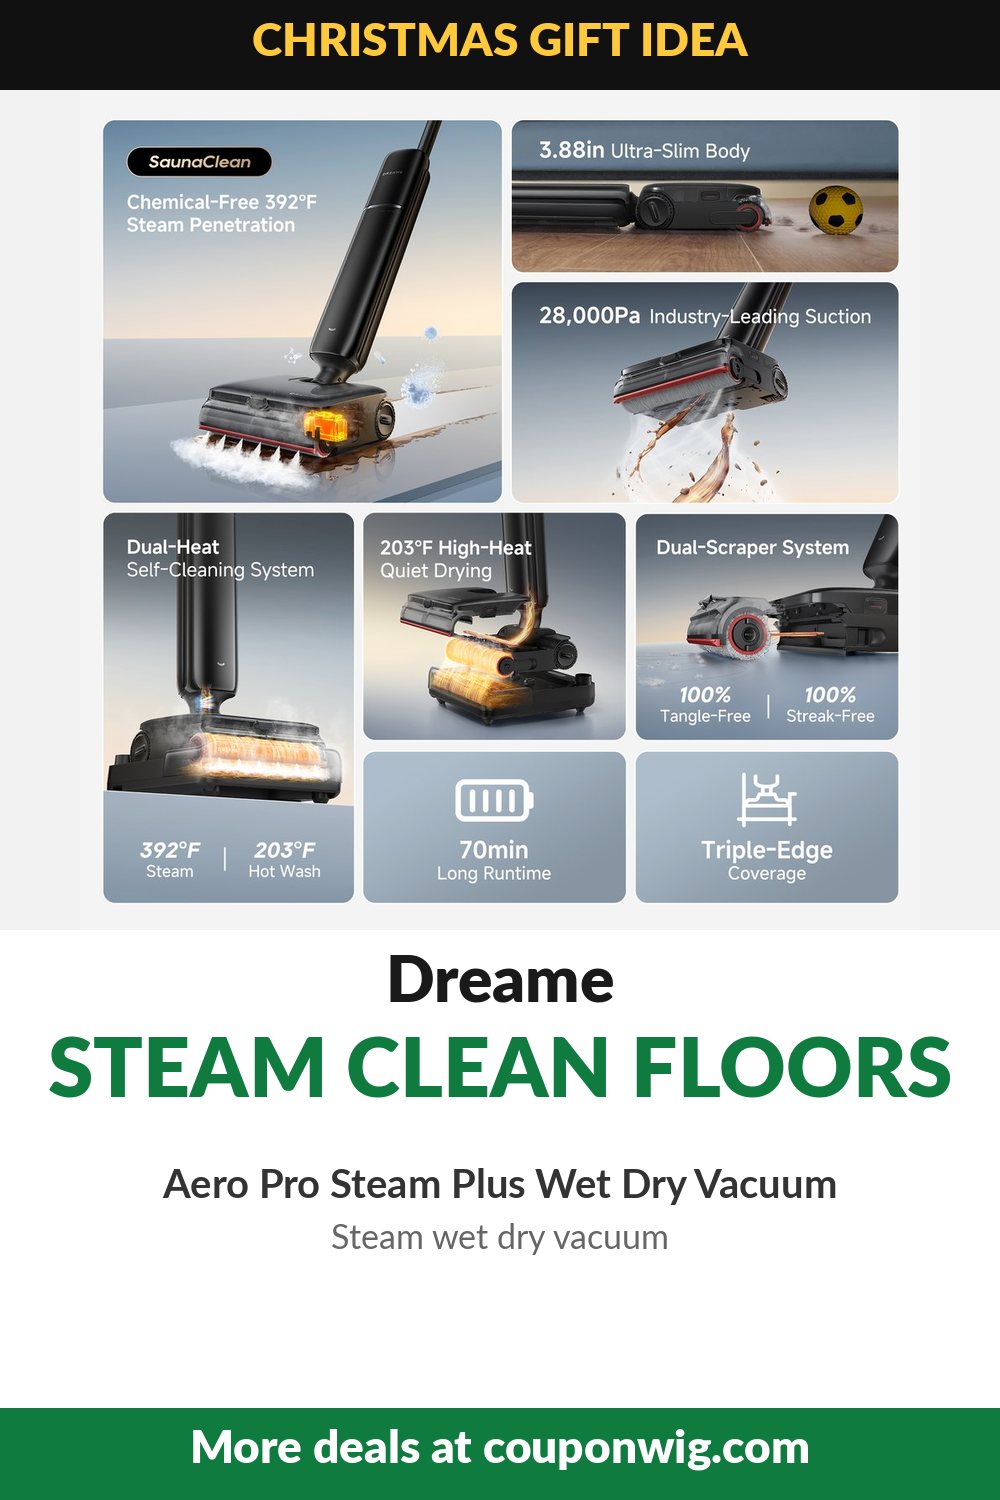 CHRISTMAS GIFT IDEA
SaunaClean
Chemical-Free 392°F
Steam Penetration
DREAME
3.88in Ultra-Slim Body
28,000Pa Industry-Leading Suction
Dual-Heat
Self-Cleaning System
392°F
Steam
203°F
Hot Wash
203°F High-Heat
Quiet Drying
Dual-Scraper System
100%
Tangle-Free
100%
Streak-Free
70min
Long Runtime
Triple-Edge
Coverage
Dreame
STEAM CLEAN FLOORS
Aero Pro Steam Plus Wet Dry Vacuum
Steam wet dry vacuum
More deals at couponwig.com